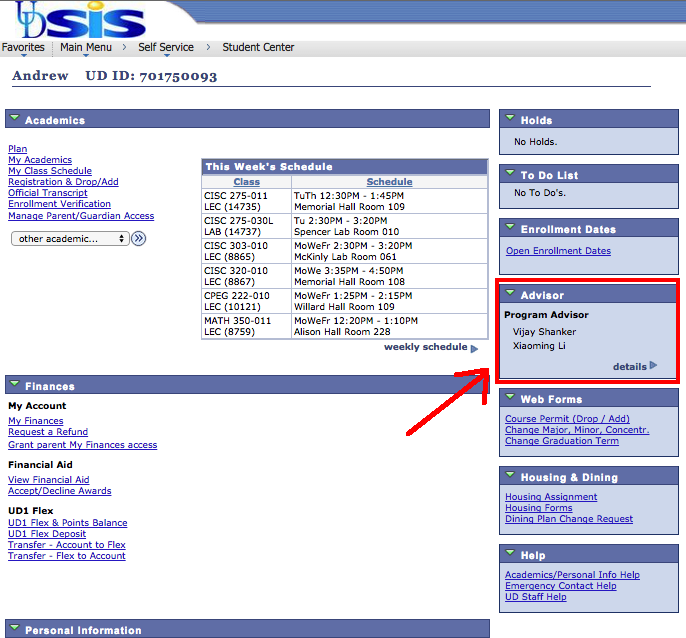 UDSIS
Favorites Main Menu > Self Service > Student Center
Andrew UD ID: 701750093
Academics
Plan
My Academics
My Class Schedule
Registration & Drop/Add
Official Transcript
Enrollment Verification
Manage Parent/Guardian Access
other academic...
This Week's Schedule
Class Schedule
CISC 275-011 TuTh 12:30PM - 1:45PM
LEC (14735) Memorial Hall Room 109
CISC 275-030L Tu 2:30PM - 3:20PM
LAB (14737) Spencer Lab Room 010
CISC 303-010 MoWeFr 2:30PM - 3:20PM
LEC (8865) McKinly Lab Room 061
CISC 320-010 MoWe 3:35PM - 4:50PM
LEC (8867) Memorial Hall Room 108
CPEG 222-010 MoWeFr 1:25PM - 2:15PM
LEC (10121) Willard Hall Room 109
MATH 350-011 MoWeFr 12:20PM - 1:10PM
LEC (8759) Alison Hall Room 228
weekly schedule
Finances
My Account
My Finances
Request a Refund
Grant parent My Finances access
Financial Aid
View Financial Aid
Accept/Decline Awards
UD1 Flex
UD1 Flex & Points Balance
UD1 Flex Deposit
Transfer - Account to Flex
Transfer - Flex to Account
Personal Information
Holds
No Holds.
To Do List
No To Do's.
Enrollment Dates
Open Enrollment Dates
Advisor
Program Advisor
Vijay Shanker
Xiaoming Li
details
Web Forms
Course Permit (Drop / Add)
Change Major, Minor, Concentr.
Change Graduation Term
Housing & Dining
Housing Assignment
Housing Forms
Dining Plan Change Request
Help
Academics/Personal Info Help
Emergency Contact Help
UD Staff Help